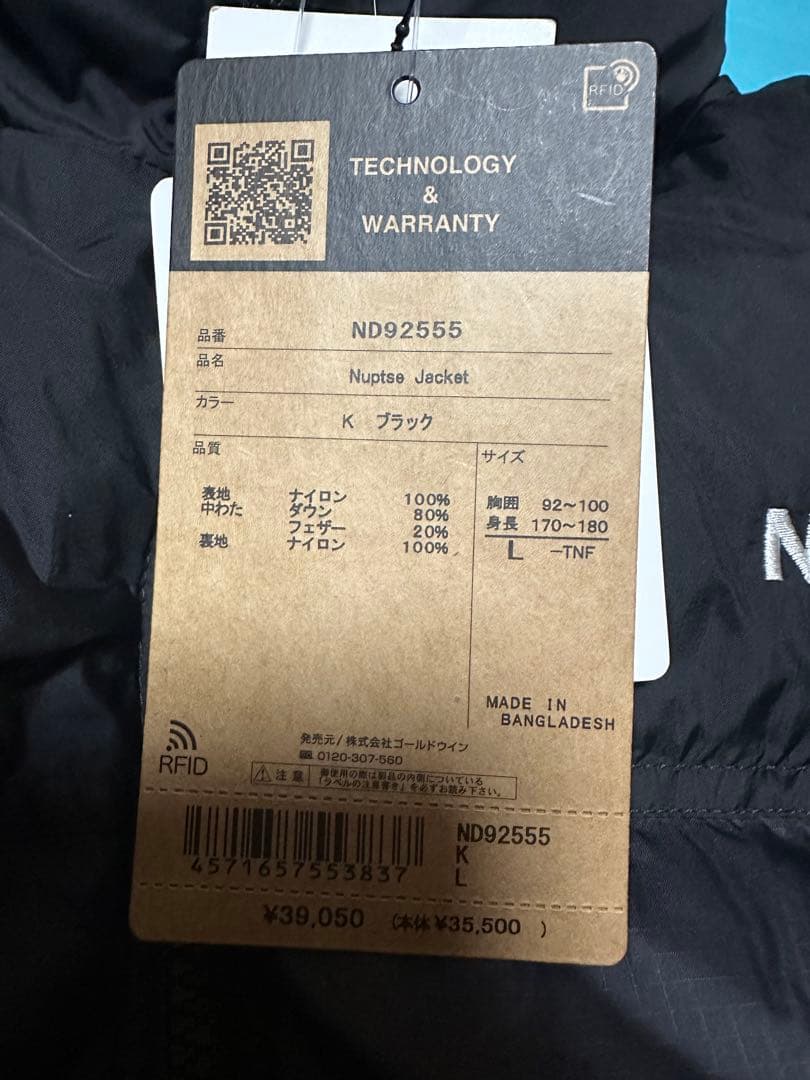 RFID
TECHNOLOGY
&
WARRANTY
品番 ND92555
品名 Nuptse Jacket
カラー K ブラック
品質
表地 ナイロン 100%
中わた ダウン 80%
フェザー 20%
裏地 ナイロン 100%
サイズ
胸囲 92〜100
身長 170〜180
L -TNF
MADE IN
BANGLADESH
RFID
発売元/株式会社ゴールドウイン
0120-307-560
注意 御使用の際は製品の内側についている
「ラベルの注意書き」を必ずお読み下さい。
4571657553837
ND92555
K
L
¥39,050 (本体¥35,500 )
N